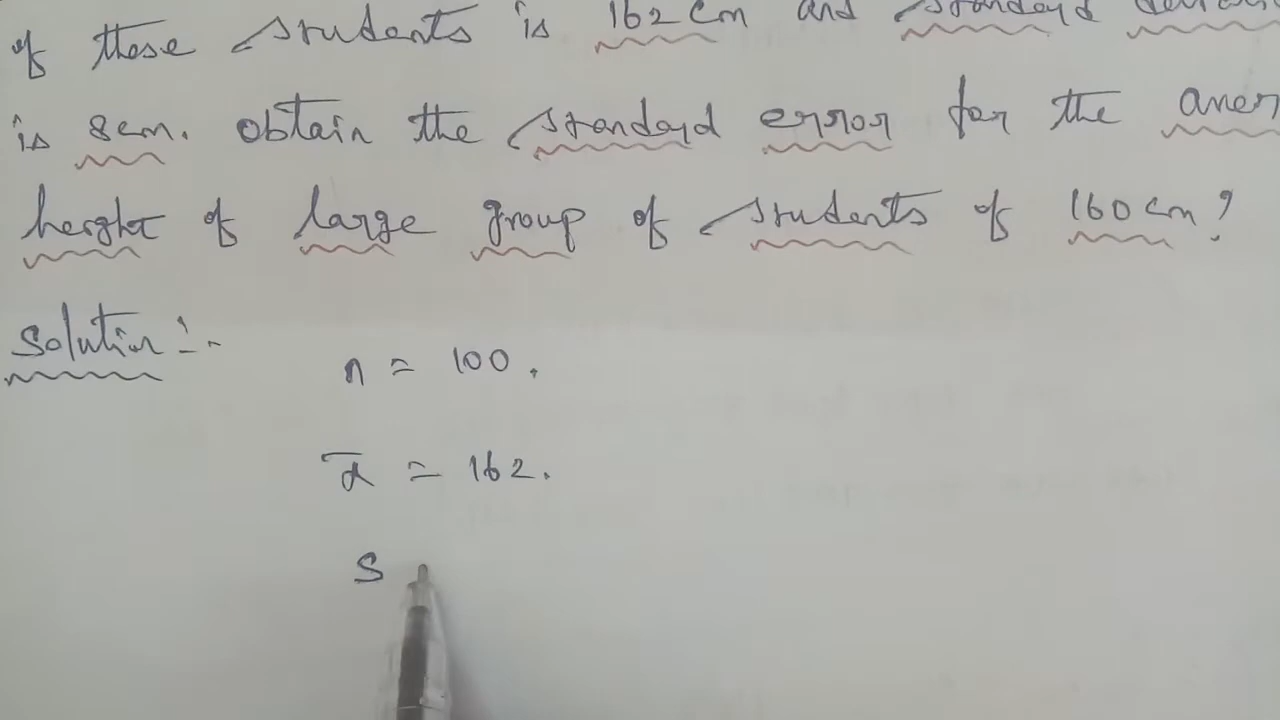 of these students is 162 cm and standard
is 8cm. obtain the standard error for the
height of large group of students of 160 cm?
Solution:-
n = 100.
x̄ = 162.
S